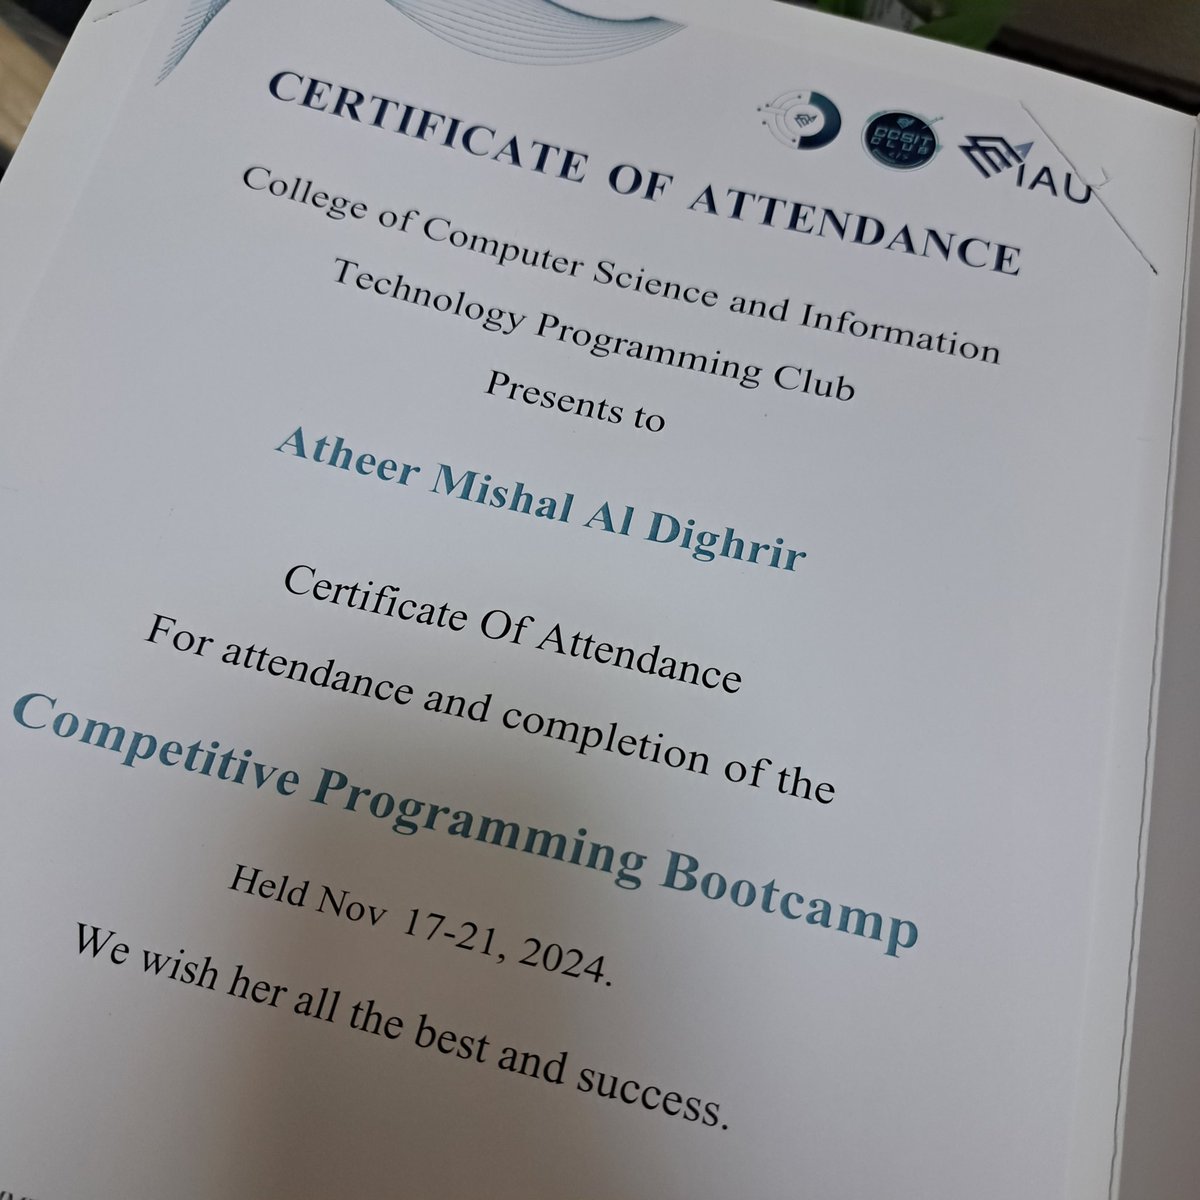 CCSIT
CLUB
IAU
CERTIFICATE OF ATTENDANCE
College of Computer Science and Information
Technology Programming Club
Presents to
Atheer Mishal Al Dighrir
Certificate Of Attendance
For attendance and completion of the
Competitive Programming Bootcamp
Held Nov 17-21, 2024.
We wish her all the best and success.